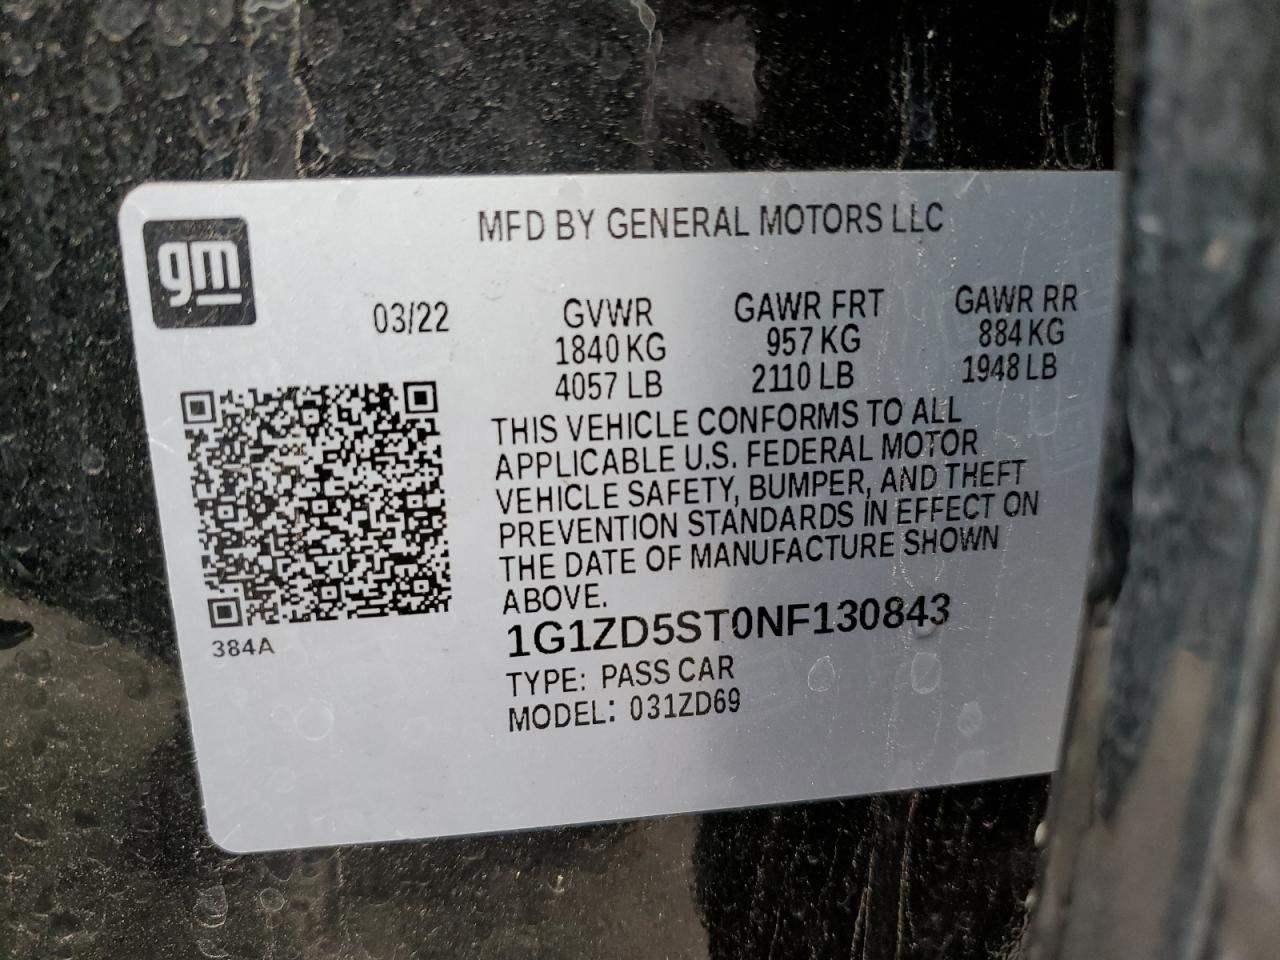 gm
MFD BY GENERAL MOTORS LLC
03/22
GVWR
1840 KG
4057 LB
GAWR FRT
957 KG
2110 LB
GAWR RR
884 KG
1948 LB
THIS VEHICLE CONFORMS TO ALL
APPLICABLE U.S. FEDERAL MOTOR
VEHICLE SAFETY, BUMPER, AND THEFT
PREVENTION STANDARDS IN EFFECT ON
THE DATE OF MANUFACTURE SHOWN
ABOVE.
384A
1G1ZD5ST0NF130843
TYPE: PASS CAR
MODEL: 031ZD69